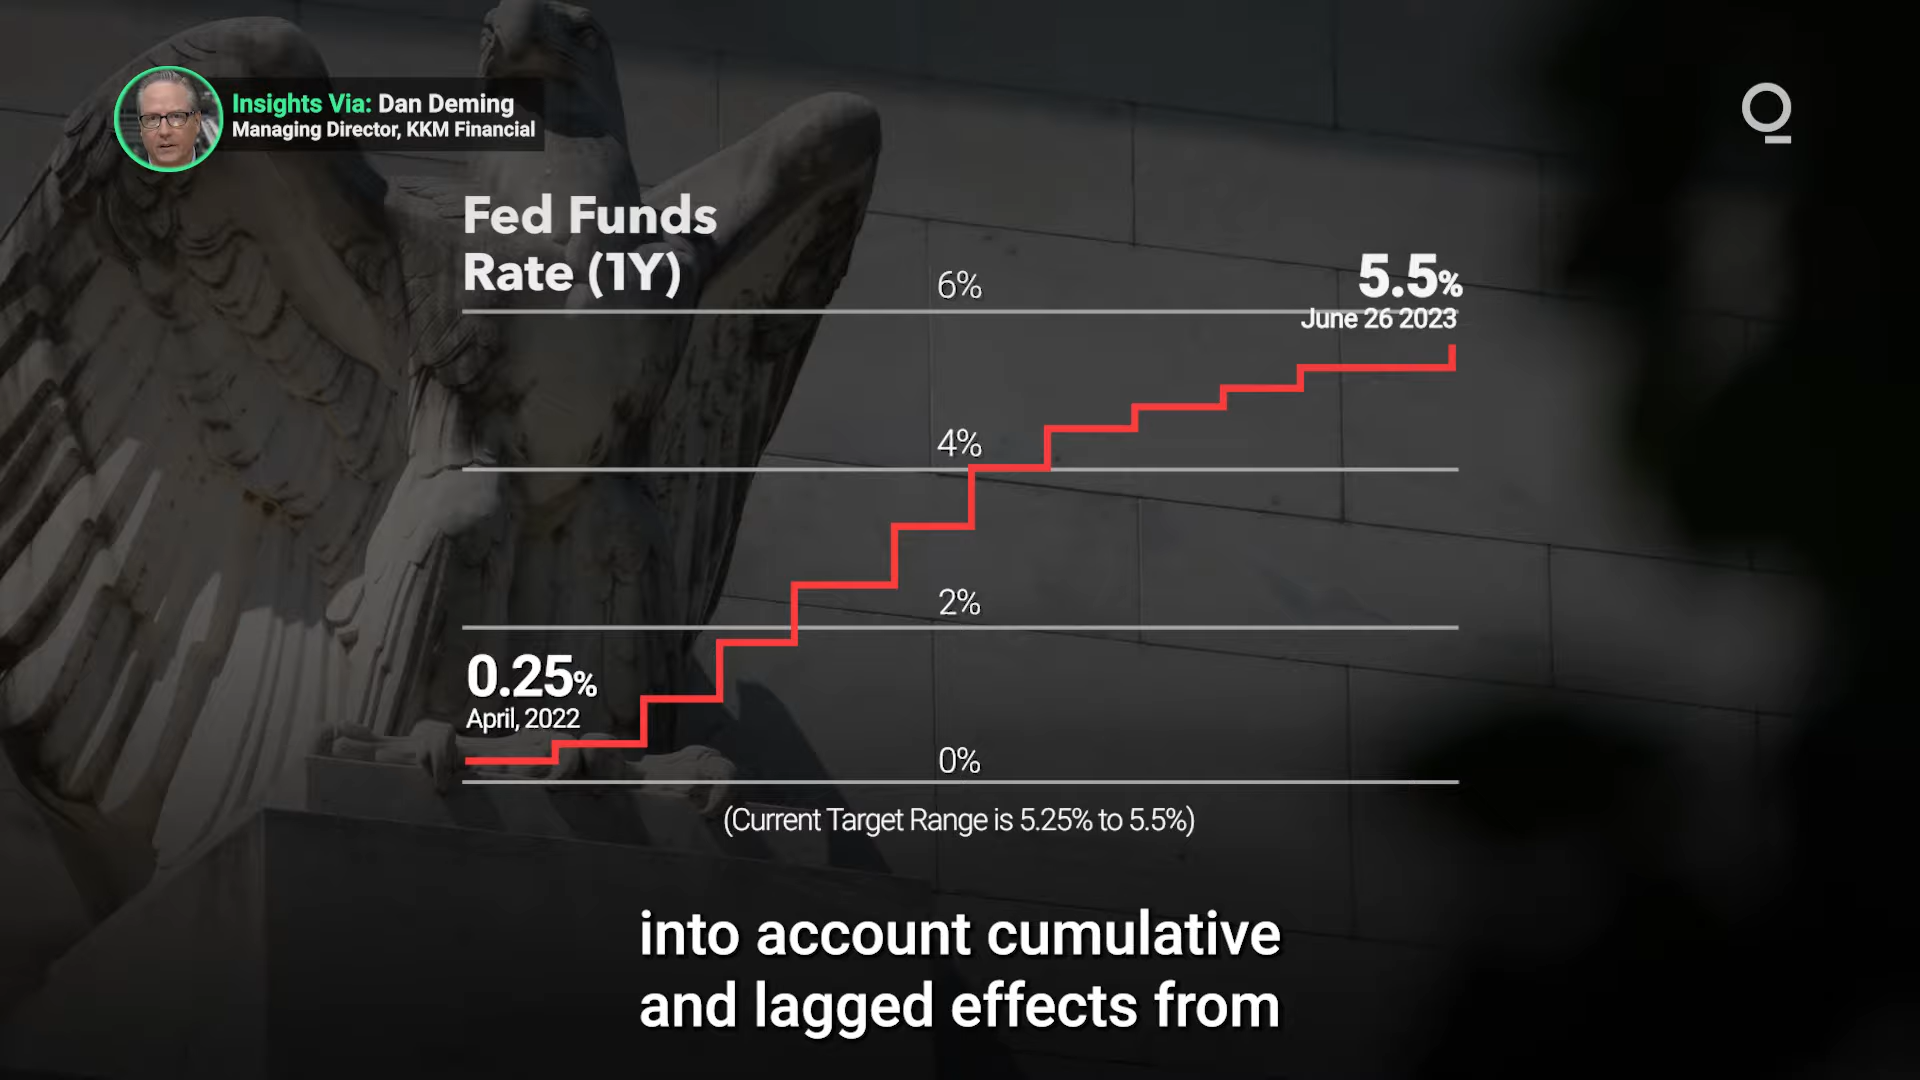 Insights Via: Dan Deming
Managing Director, KKM Financial
Fed Funds
Rate (1Y)
6%
5.5%
June 26 2023
4%
2%
0.25%
April, 2022
0%
(Current Target Range is 5.25% to 5.5%)
into account cumulative
and lagged effects from